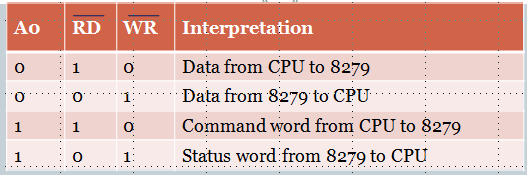 Ao RD WR Interpretation
0 1 0 Data from CPU to 8279
0 0 1 Data from 8279 to CPU
1 1 0 Command word from CPU to 8279
1 0 1 Status word from 8279 to CPU